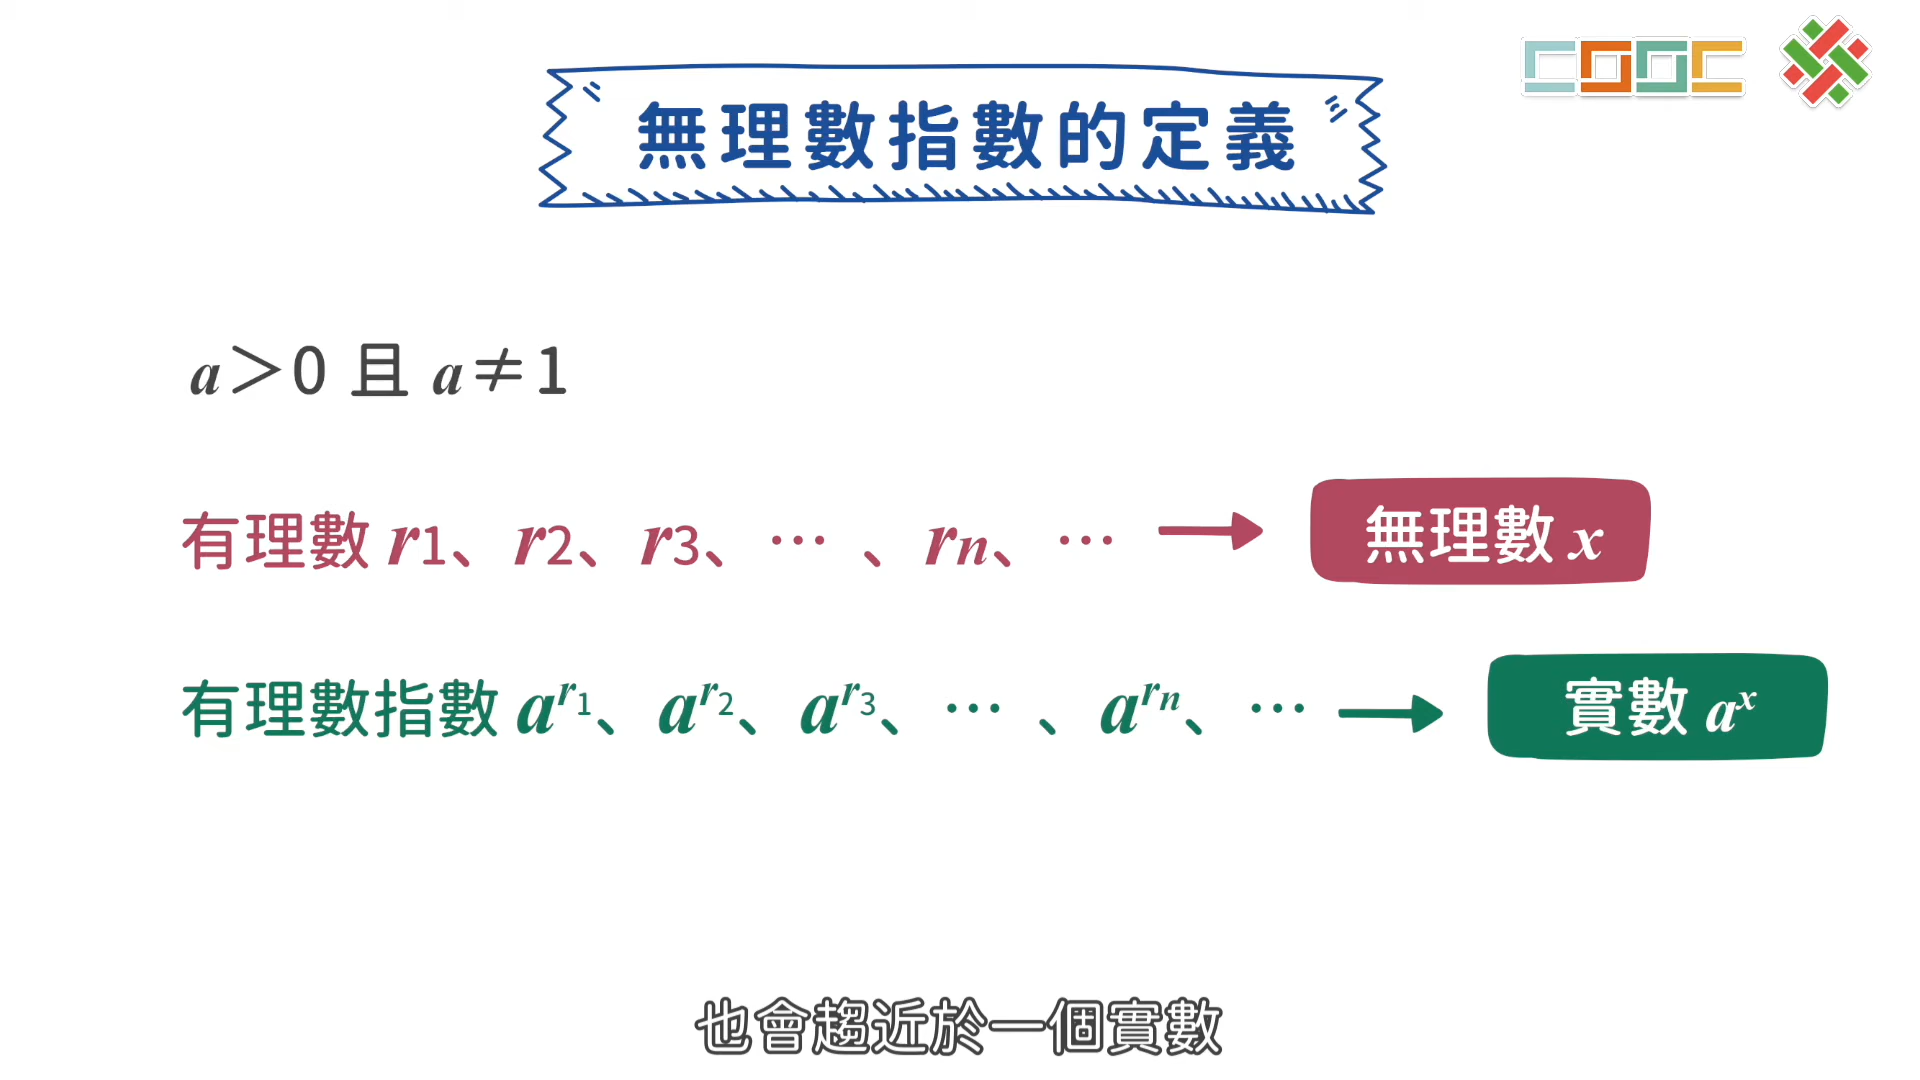 COOC
無理數指數的定義
a＞0 且 a≠1
有理數 r1、r2、r3、⋯ 、rn、⋯ → 無理數 x
有理數指數 a^r1、a^r2、a^r3、⋯ 、a^rn、⋯ → 實數 a^x
也會趨近於一個實數